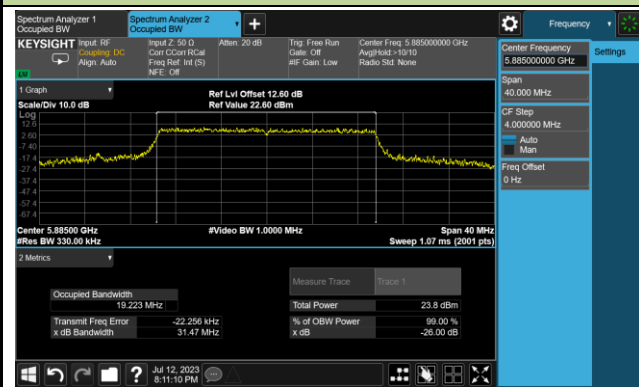 Spectrum Analyzer 1
Occupied BW
Spectrum Analyzer 2
Occupied BW
Frequency
KEYSIGHT
Input: RF
Coupling: DC
Align: Auto
Input Z: 50 Ω
Corr CCorr RCal
Freq Ref: Int (S)
NFE: Off
Atten: 20 dB
Trig: Free Run
Gate: Off
#IF Gain: Low
Center Freq: 5.885000000 GHz
Avg|Hold:>10/10
Radio Std: None
Center Frequency
5.885000000 GHz
Settings
Span
40.000 MHz
CF Step
4.000000 MHz
Auto
Man
Freq Offset
0 Hz
1 Graph
Scale/Div 10.0 dB
Ref Lvl Offset 12.60 dB
Ref Value 22.60 dBm
Log
12.6
2.60
-7.40
-17.4
-27.4
-37.4
-47.4
-57.4
-67.4
Center 5.88500 GHz
#Res BW 330.00 kHz
#Video BW 1.0000 MHz
Span 40 MHz
Sweep 1.07 ms (2001 pts)
2 Metrics
Measure Trace
Trace 1
Occupied Bandwidth
19.223 MHz
Total Power
23.8 dBm
Transmit Freq Error
-22.256 kHz
% of OBW Power
99.00 %
x dB Bandwidth
31.47 MHz
x dB
-26.00 dB
?
Jul 12, 2023
8:11:10 PM